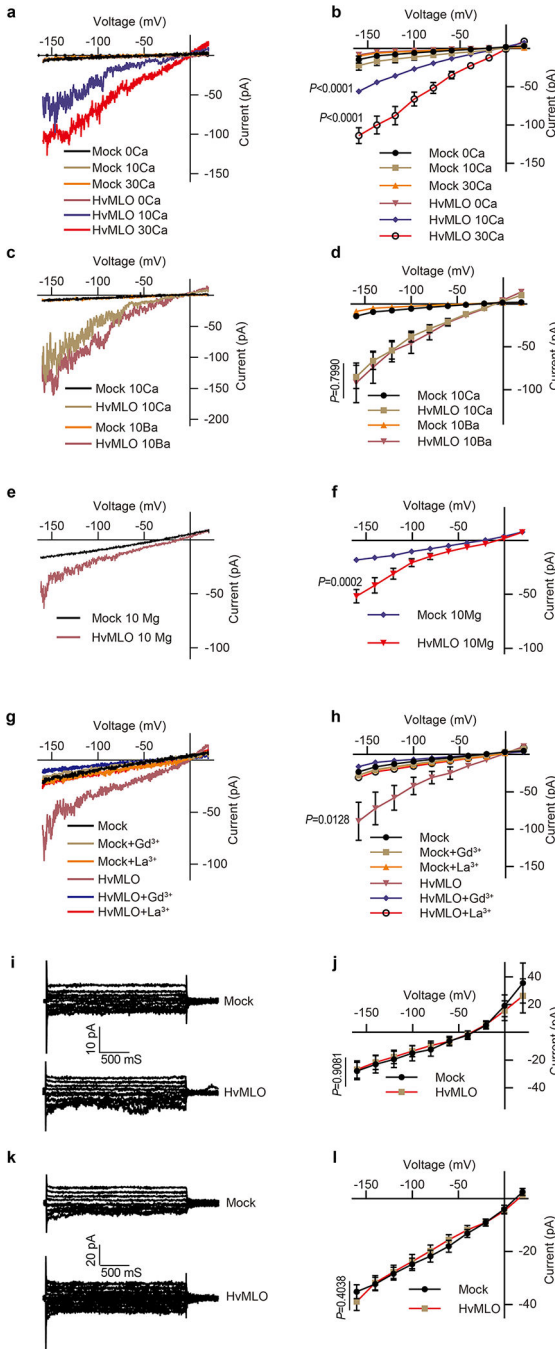 a
Voltage (mV)
-150 -100 -50
-50
-100
-150
Current (pA)
Mock 0Ca
Mock 10Ca
Mock 30Ca
HvMLO 0Ca
HvMLO 10Ca
HvMLO 30Ca
b
Voltage (mV)
-150 -100 -50
P<0.0001
P<0.0001
-50
-100
-150
Current (pA)
Mock 0Ca
Mock 10Ca
Mock 30Ca
HvMLO 0Ca
HvMLO 10Ca
HvMLO 30Ca
c
Voltage (mV)
-150 -100 -50
-50
-100
-150
-200
Current (pA)
Mock 10Ca
HvMLO 10Ca
Mock 10Ba
HvMLO 10Ba
d
Voltage (mV)
-150 -100 -50
P=0.7990
-50
-100
Current (pA)
Mock 10Ca
HvMLO 10Ca
Mock 10Ba
HvMLO 10Ba
e
Voltage (mV)
-150 -100 -50
-50
-100
Current (pA)
Mock 10 Mg
HvMLO 10 Mg
f
Voltage (mV)
-150 -100 -50
P=0.0002
-50
-100
Current (pA)
Mock 10Mg
HvMLO 10Mg
g
Voltage (mV)
-150 -100 -50
-50
-100
Current (pA)
Mock
Mock+Gd³⁺
Mock+La³⁺
HvMLO
HvMLO+Gd³⁺
HvMLO+La³⁺
h
Voltage (mV)
-150 -100 -50
P=0.0128
-50
-100
-150
Current (pA)
Mock
Mock+Gd³⁺
Mock+La³⁺
HvMLO
HvMLO+Gd³⁺
HvMLO+La³⁺
i
Mock
10 pA
500 mS
HvMLO
j
Voltage (mV)
-150 -100 -50
40
20
-20
-40
Current (pA)
P=0.9081
Mock
HvMLO
k
Mock
20 pA
500 mS
HvMLO
l
Voltage (mV)
-150 -100 -50
-20
-40
Current (pA)
P=0.4038
Mock
HvMLO